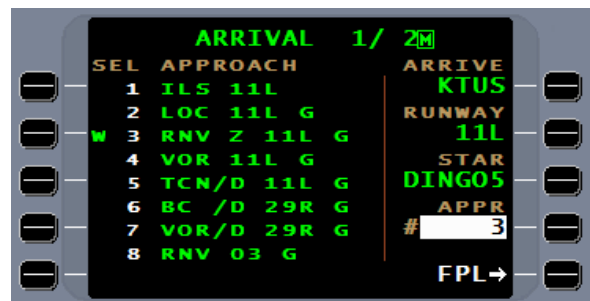 ARRIVAL 1/ 2M
SEL APPROACH ARRIVE
1 ILS 11L KTUS
2 LOC 11L G RUNWAY
W 3 RNV Z 11L G 11L
4 VOR 11L G STAR
5 TCN/D 11L G DINGO5
6 BC /D 29R G APPR
7 VOR/D 29R G # 3
8 RNV 03 G
FPL→